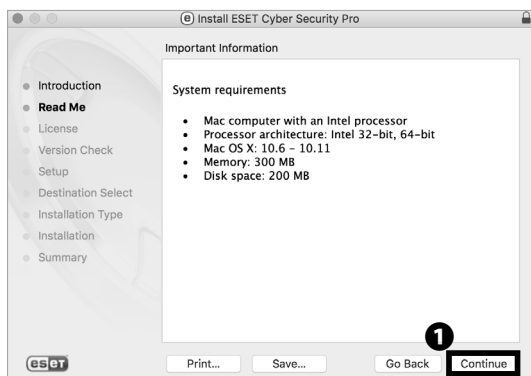 e Install ESET Cyber Security Pro
Important Information
Introduction
Read Me
License
Version Check
Setup
Destination Select
Installation Type
Installation
Summary
System requirements
• Mac computer with an Intel processor
• Processor architecture: Intel 32-bit, 64-bit
• Mac OS X: 10.6 – 10.11
• Memory: 300 MB
• Disk space: 200 MB
1
eset
Print...
Save...
Go Back
Continue